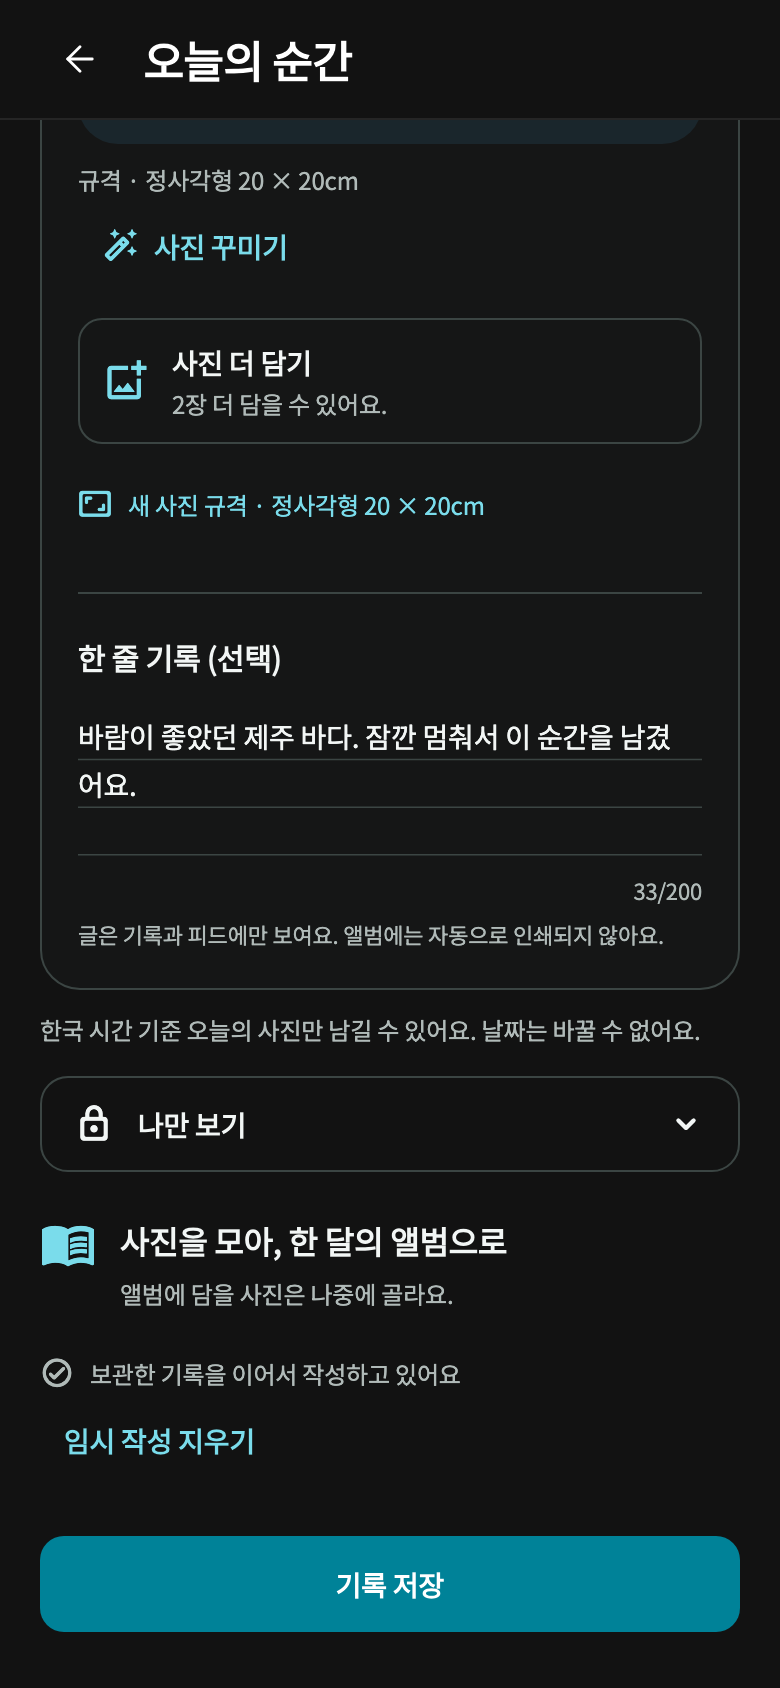 오늘의 순간
규격 · 정사각형 20 × 20cm
사진 꾸미기
사진 더 담기
2장 더 담을 수 있어요.
새 사진 규격 · 정사각형 20 × 20cm
한 줄 기록 (선택)
바람이 좋았던 제주 바다. 잠깐 멈춰서 이 순간을 남겼
어요.
33/200
글은 기록과 피드에만 보여요. 앨범에는 자동으로 인쇄되지 않아요.
한국 시간 기준 오늘의 사진만 남길 수 있어요. 날짜는 바꿀 수 없어요.
나만 보기
사진을 모아, 한 달의 앨범으로
앨범에 담을 사진은 나중에 골라요.
보관한 기록을 이어서 작성하고 있어요
임시 작성 지우기
기록 저장